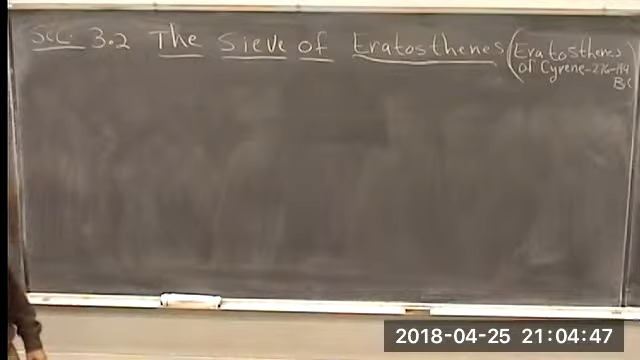 Sec. 3.2 The Sieve of Eratosthenes (Eratosthenes
of Cyrene-276-194
BC
2018-04-25 21:04:47